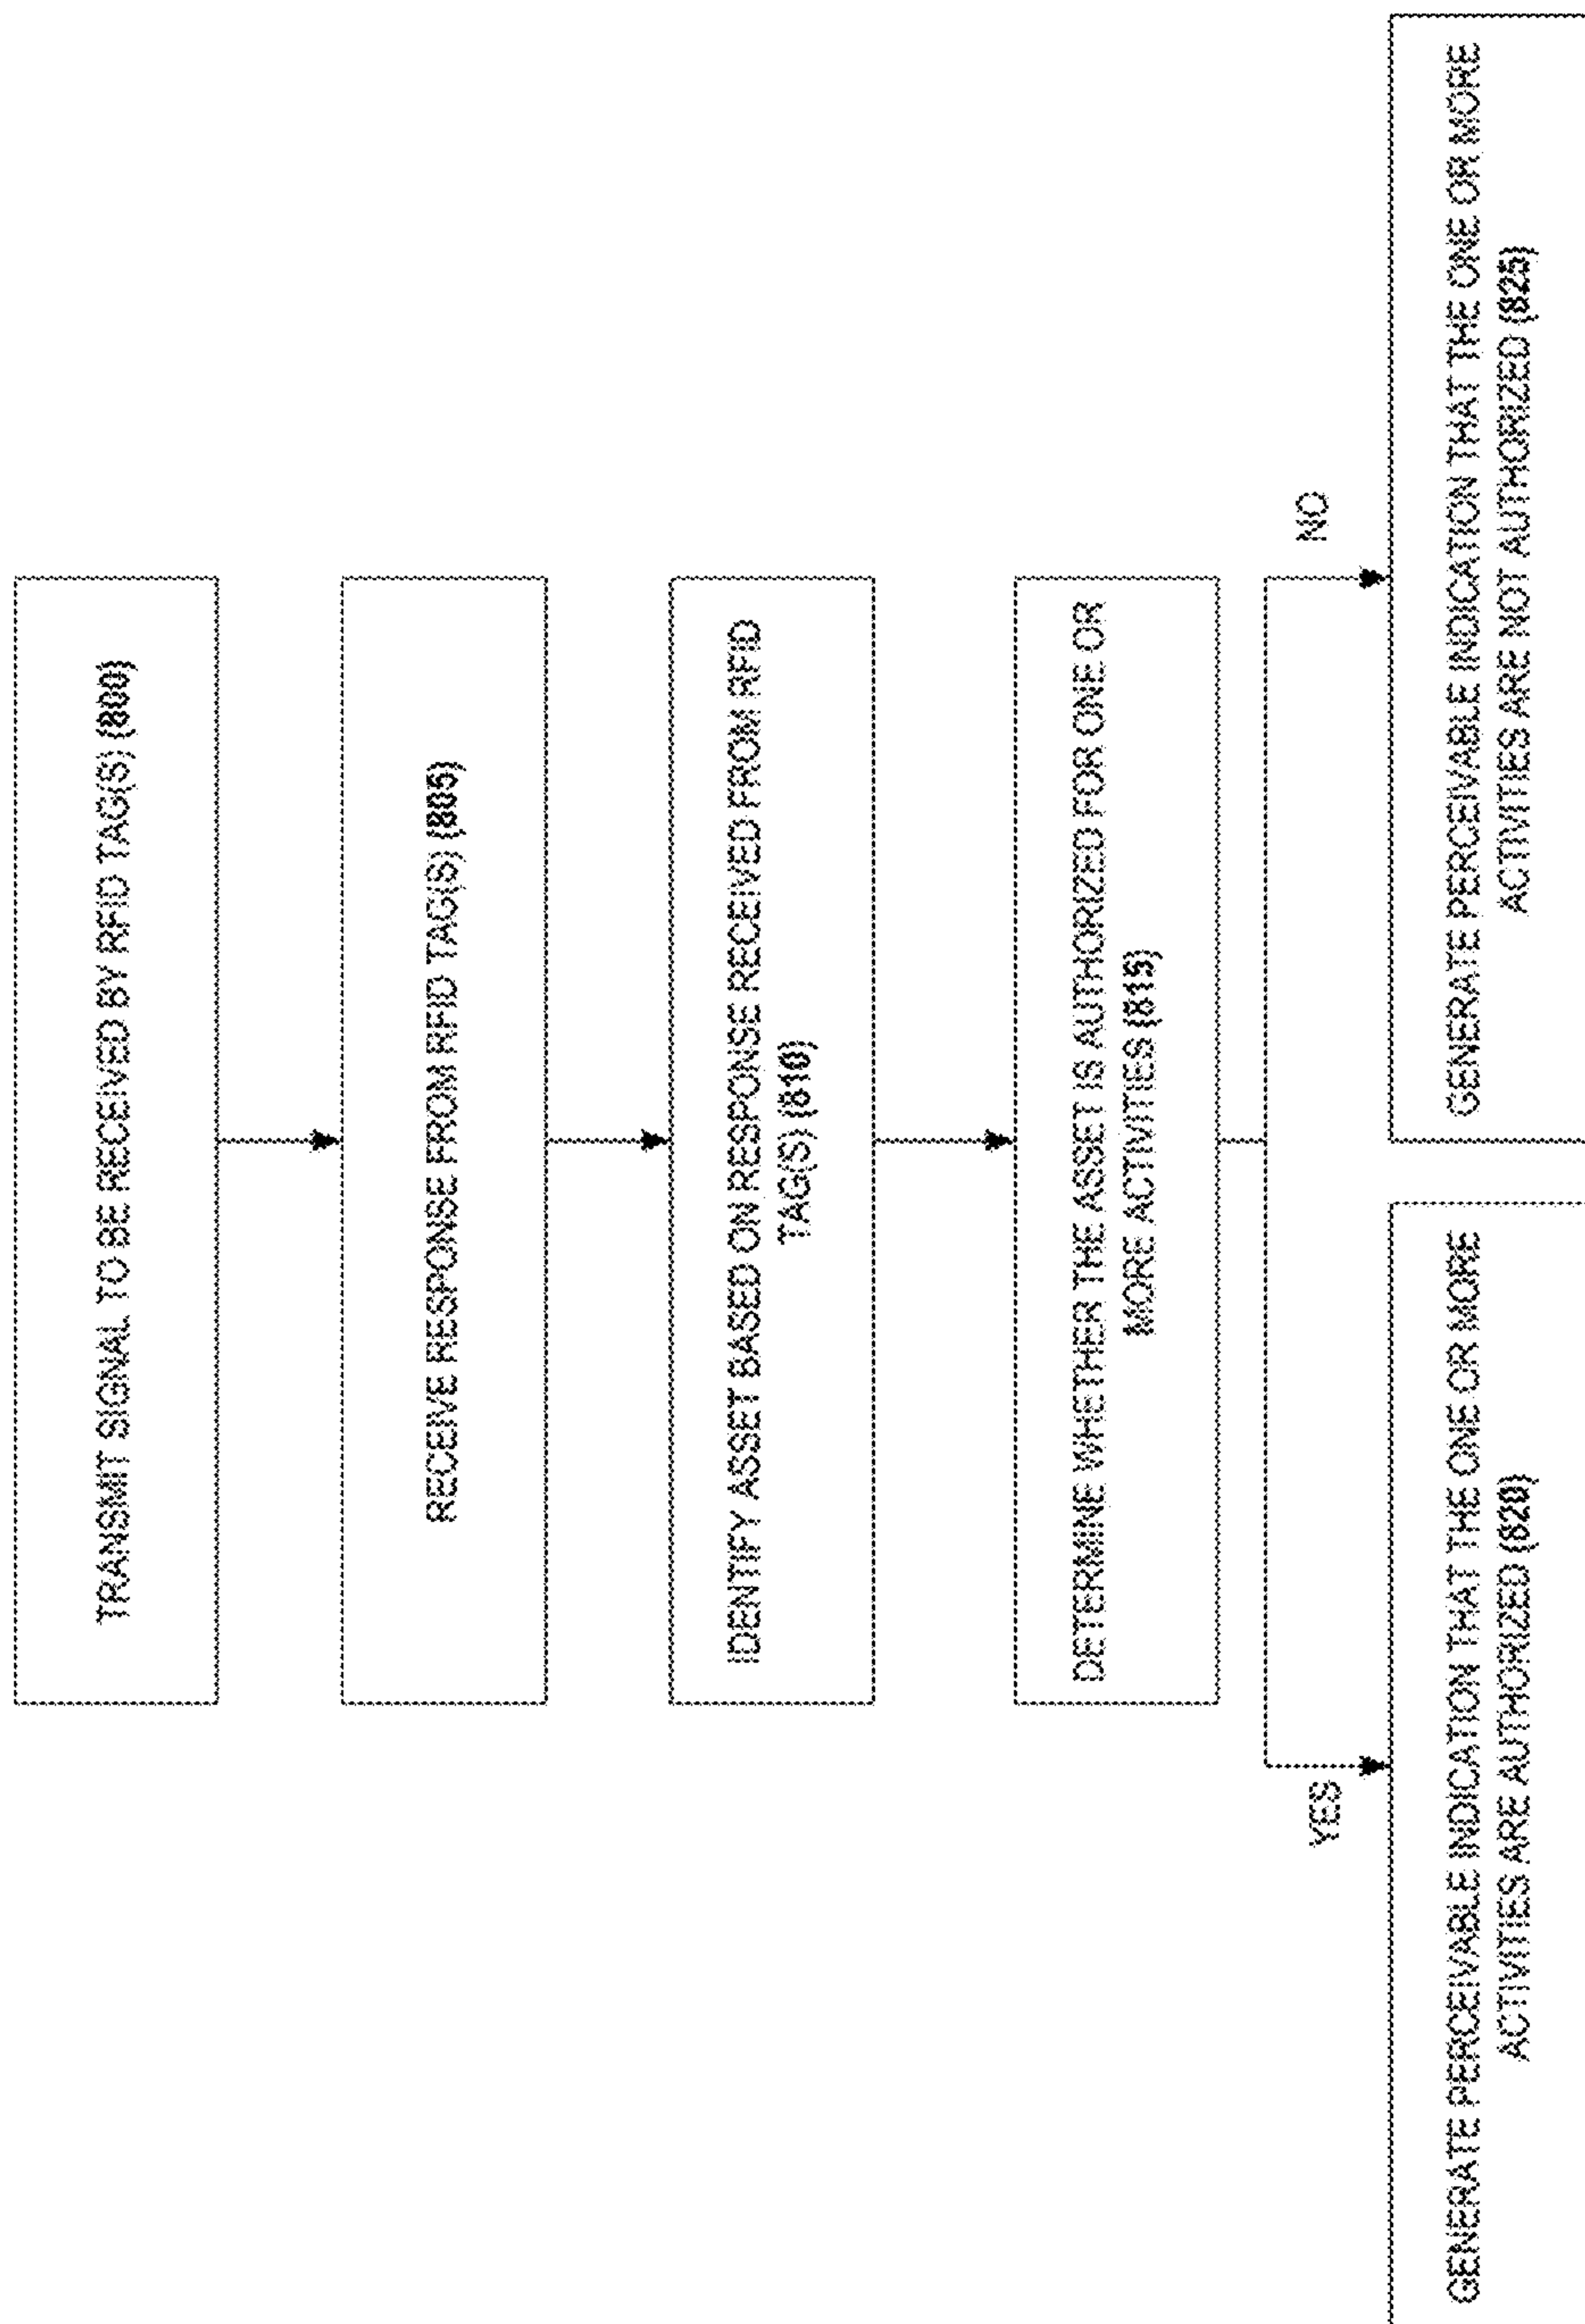 TRANSMIT SIGNAL TO BE RECEIVED BY RFID TAG(S) (800)
RECEIVE RESPONSE FROM RFID TAG(S) (805)
IDENTIFY ASSET BASED ON RESPONSE RECEIVED FROM RFID
TAG(S) (810)
DETERMINE WHETHER THE ASSET IS AUTHORIZED FOR ONE OR
MORE ACTIVITIES (815)
YES
NO
GENERATE PERCEIVABLE INDICATION THAT THE ONE OR MORE
ACTIVITIES ARE AUTHORIZED (820)
GENERATE PERCEIVABLE INDICATION THAT THE ONE OR MORE
ACTIVITIES ARE NOT AUTHORIZED (825)